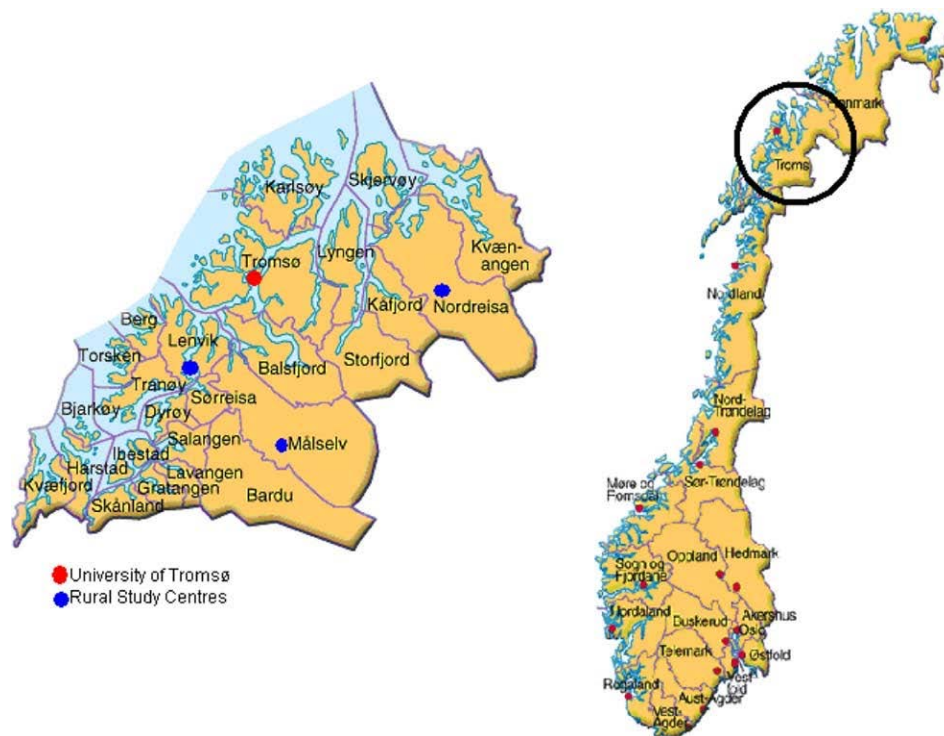 Karlsøy
Skjervøy
Tromsø
Lyngen
Kvæn-
angen
Kåfjord
Nordreisa
Berg
Lenvik
Torsken
Balsfjord
Storfjord
Tranøy
Sørreisa
Bjarkøy
Dyrøy
Salangen
Målselv
Ibestad
Harstad
Lavangen
Kvæfjord
Gratangen
Bardu
Skånland
University of Tromsø
Rural Study Centres
Finnmark
Troms
Nordland
Nord-
Trøndelag
Sør-Trøndelag
Møre og
Romsdal
Oppland
Hedmark
Sogn og
Fjordane
Hordaland
Buskerud
Akershus
Oslo
Telemark
Østfold
Vest
fold
Rogaland
Aust-Agder
Vest-
Agder